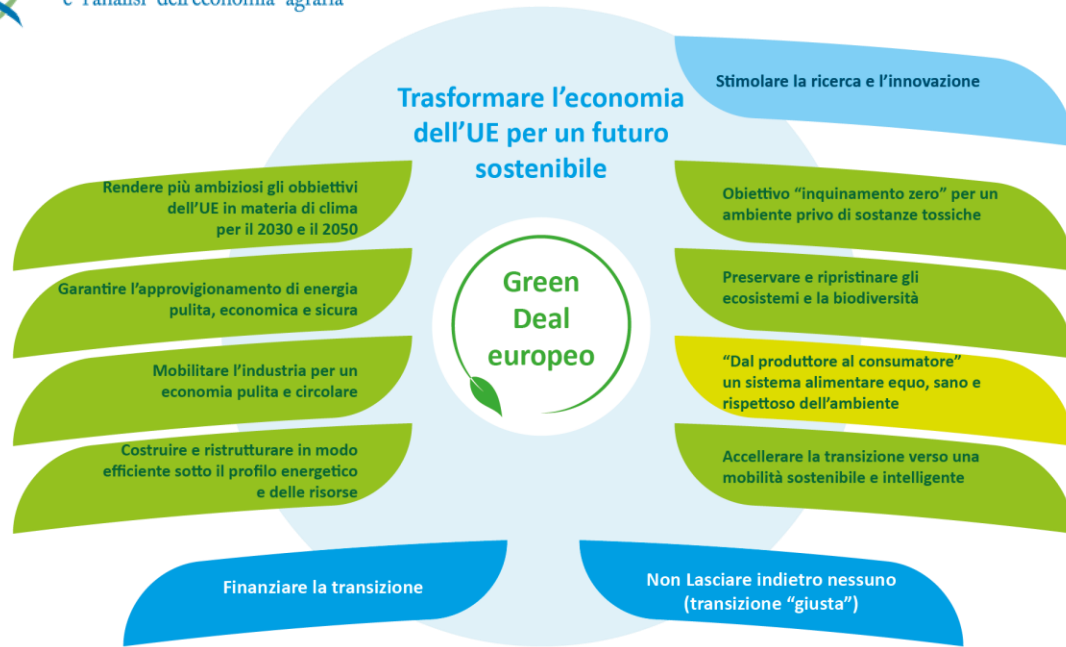 e l'analisi dell'economia agraria
Trasformare l'economia
dell'UE per un futuro
sostenibile
Stimolare la ricerca e l'innovazione
Rendere più ambiziosi gli obbiettivi
dell'UE in materia di clima
per il 2030 e il 2050
Garantire l'approvigionamento di energia
pulita, economica e sicura
Mobilitare l'industria per un
economia pulita e circolare
Costruire e ristrutturare in modo
efficiente sotto il profilo energetico
e delle risorse
Green
Deal
europeo
Obiettivo “inquinamento zero” per un
ambiente privo di sostanze tossiche
Preservare e ripristinare gli
ecosistemi e la biodiversità
“Dal produttore al consumatore”
un sistema alimentare equo, sano e
rispettoso dell'ambiente
Accellerare la transizione verso una
mobilità sostenibile e intelligente
Finanziare la transizione
Non Lasciare indietro nessuno
(transizione “giusta”)